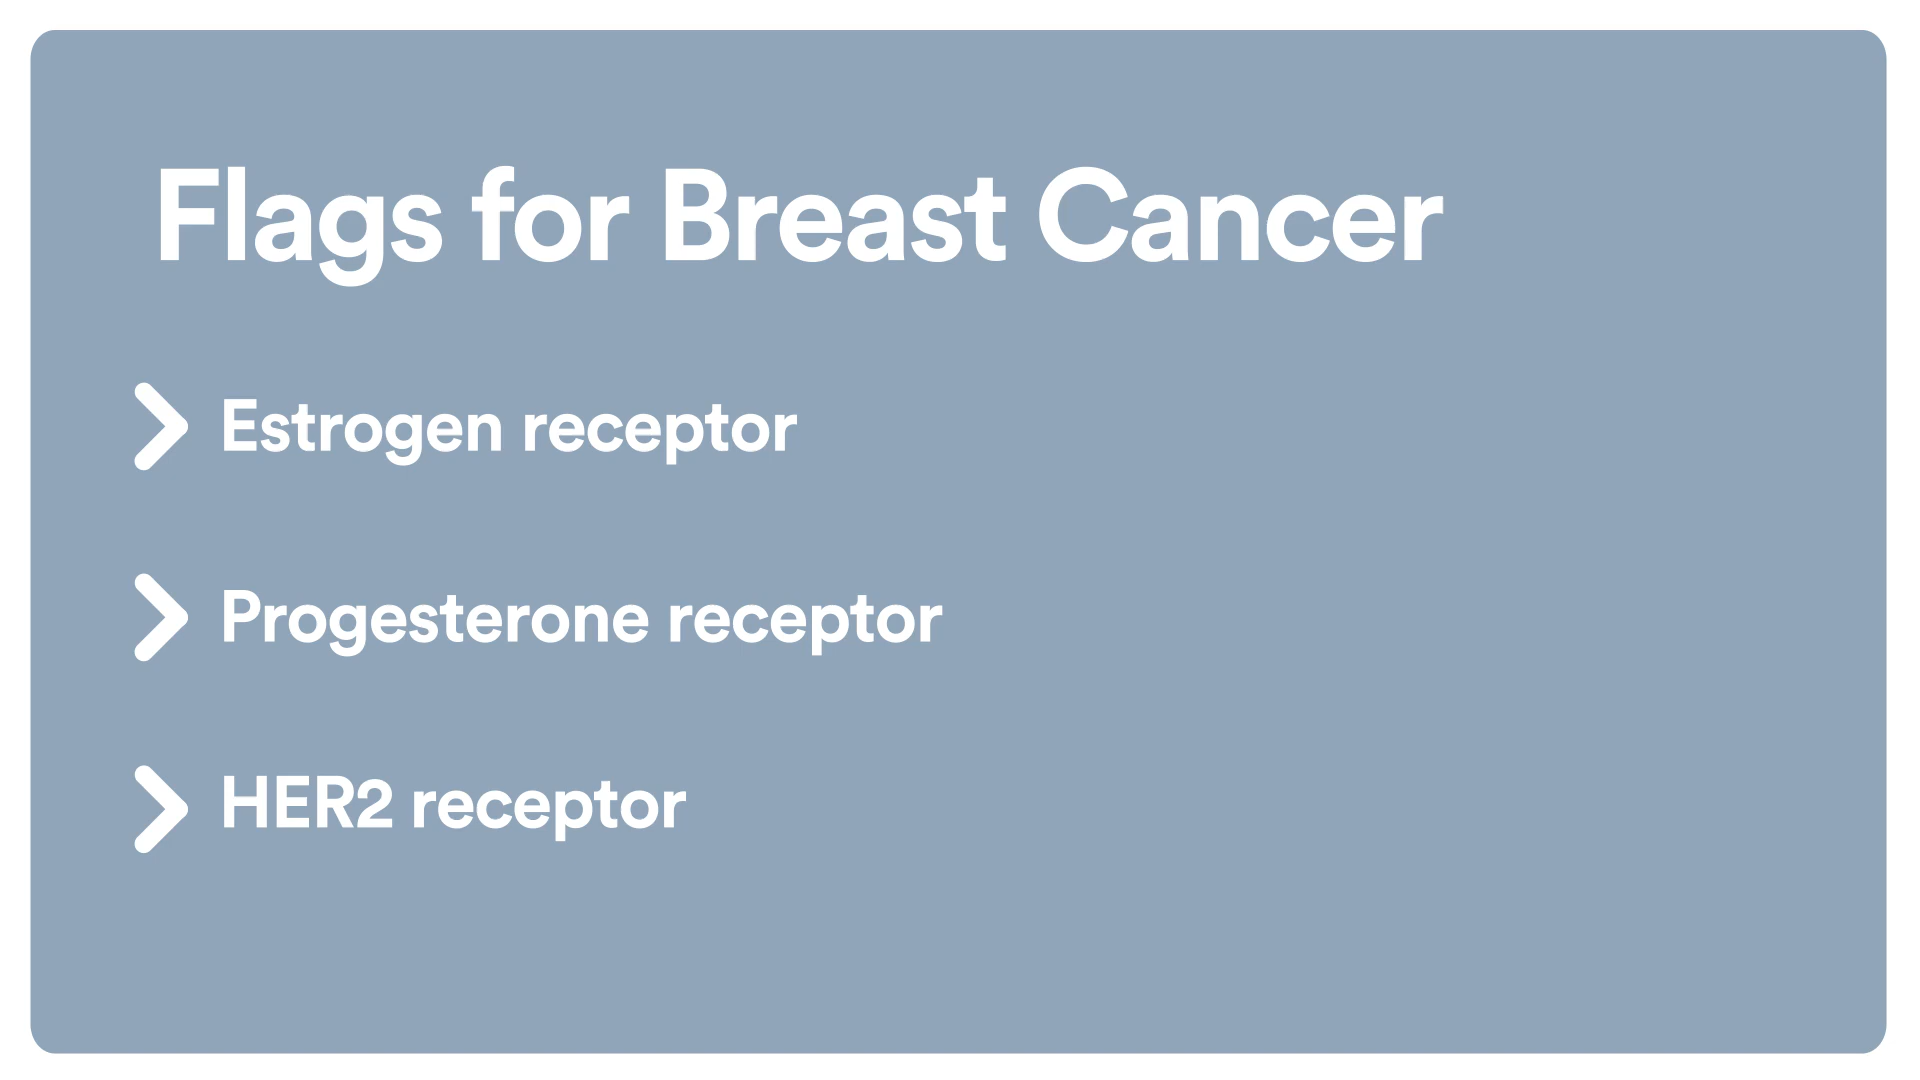 Flags for Breast Cancer
Estrogen receptor
Progesterone receptor
HER2 receptor